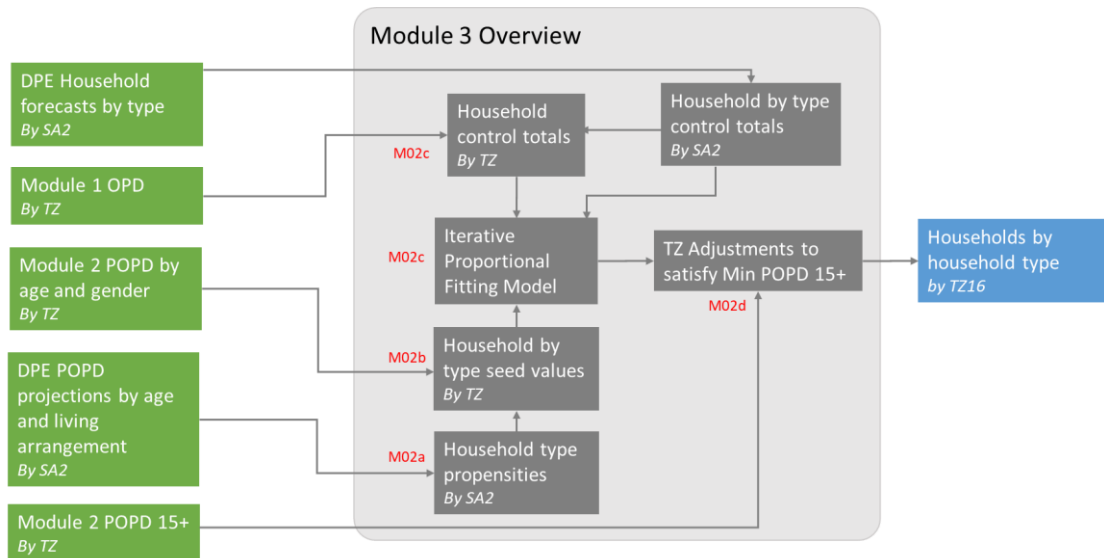 Module 3 Overview
DPE Household
forecasts by type
By SA2
Module 1 OPD
By TZ
Module 2 POPD by
age and gender
By TZ
DPE POPD
projections by age
and living
arrangement
By SA2
Module 2 POPD 15+
By TZ
Household
control totals
By TZ
M02c
Household by type
control totals
By SA2
M02c
Iterative
Proportional
Fitting Model
TZ Adjustments to
satisfy Min POPD 15+
M02d
M02b
Household by
type seed values
By TZ
M02a
Household type
propensities
By SA2
Households by
household type
by TZ16